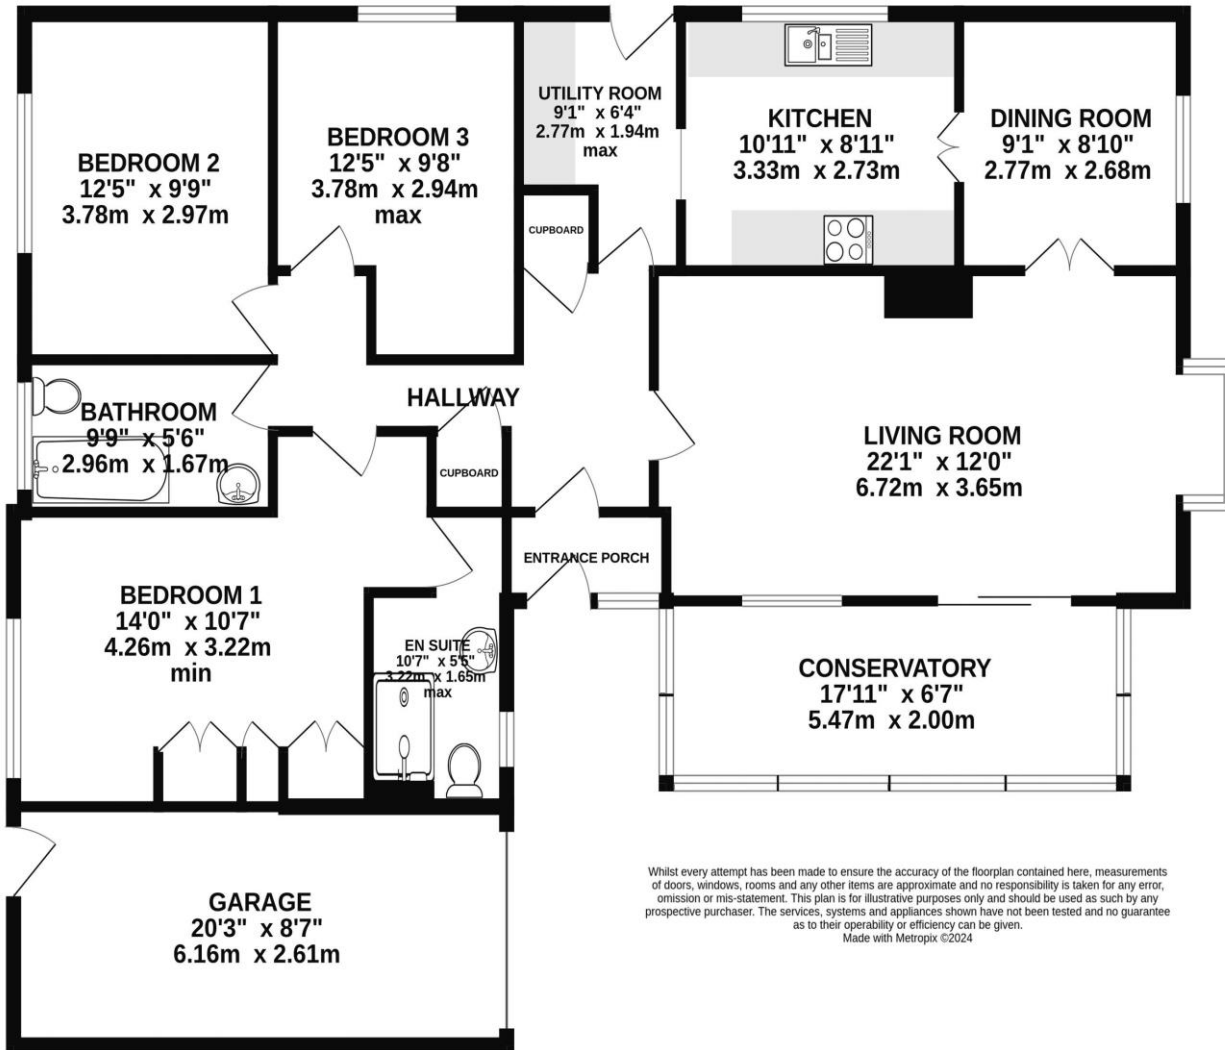 BEDROOM 2
12'5" x 9'9"
3.78m x 2.97m
BEDROOM 3
12'5" x 9'8"
3.78m x 2.94m
max
UTILITY ROOM
9'1" x 6'4"
2.77m x 1.94m
max
KITCHEN
10'11" x 8'11"
3.33m x 2.73m
DINING ROOM
9'1" x 8'10"
2.77m x 2.68m
CUPBOARD
HALLWAY
BATHROOM
9'9" x 5'6"
2.96m x 1.67m
CUPBOARD
LIVING ROOM
22'1" x 12'0"
6.72m x 3.65m
ENTRANCE PORCH
BEDROOM 1
14'0" x 10'7"
4.26m x 3.22m
min
EN SUITE
10'7" x 5'5"
3.22m x 1.65m
max
CONSERVATORY
17'11" x 6'7"
5.47m x 2.00m
GARAGE
20'3" x 8'7"
6.16m x 2.61m
Whilst every attempt has been made to ensure the accuracy of the floorplan contained here, measurements
of doors, windows, rooms and any other items are approximate and no responsibility is taken for any error,
omission or mis-statement. This plan is for illustrative purposes only and should be used as such by any
prospective purchaser. The services, systems and appliances shown have not been tested and no guarantee
as to their operability or efficiency can be given.
Made with Metropix ©2024